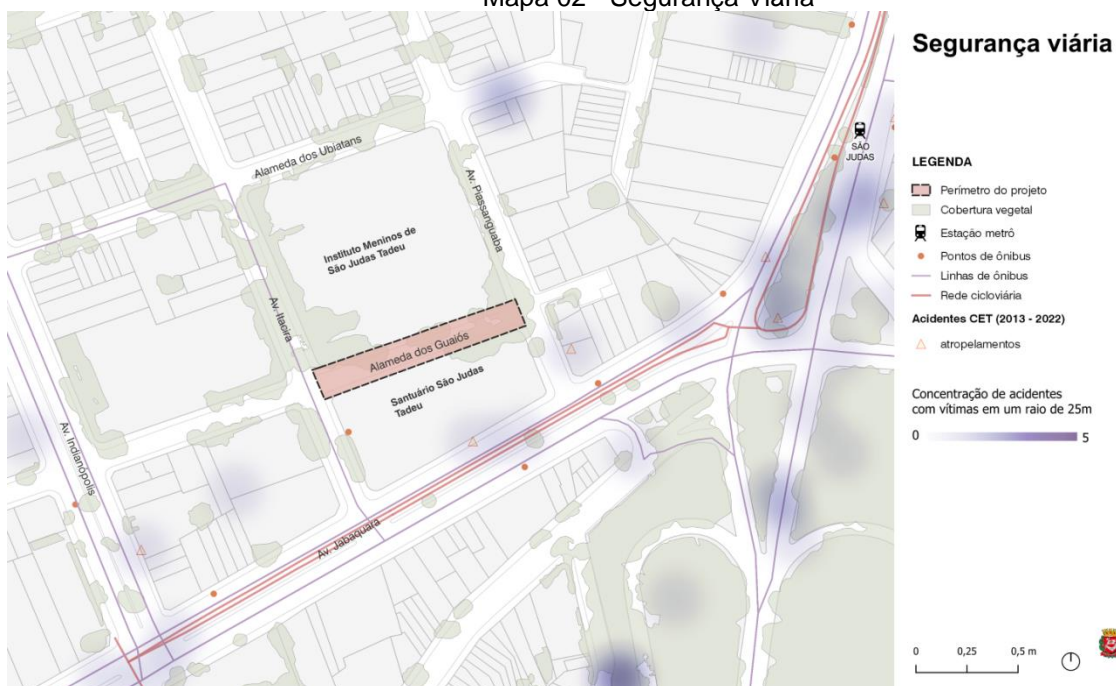 Mapa 02 - Segurança Viária
Segurança viária
Alameda dos Ubiatans
Av. Piassanguaba
SÃO
JUDAS
Instituto Meninos de
São Judas Tadeu
Av. Itacira
Alameda dos Guaiós
Santuário São Judas
Tadeu
Av. Indianópolis
Av. Jabaquara
LEGENDA
Perímetro do projeto
Cobertura vegetal
Estação metrô
Pontos de ônibus
Linhas de ônibus
Rede cicloviária
Acidentes CET (2013 - 2022)
atropelamentos
Concentração de acidentes
com vítimas em um raio de 25m
0 5
0 0,25 0,5 m